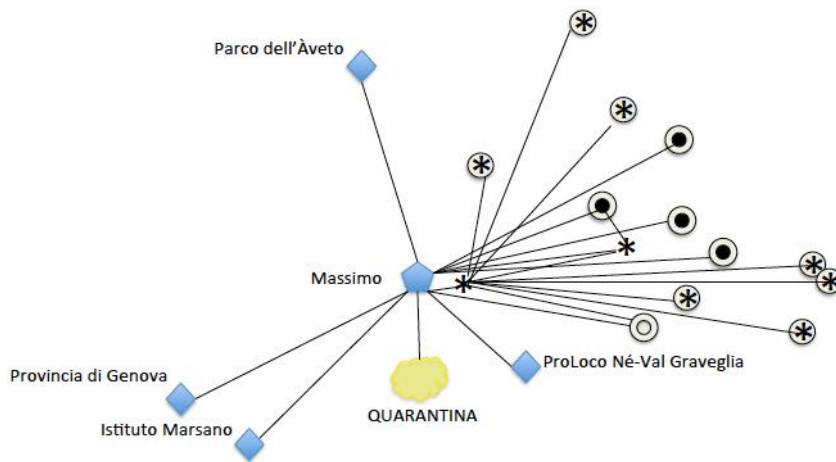 Parco dell'Àveto
Massimo
Provincia di Genova
ProLoco Né-Val Graveglia
Istituto Marsano
QUARANTINA